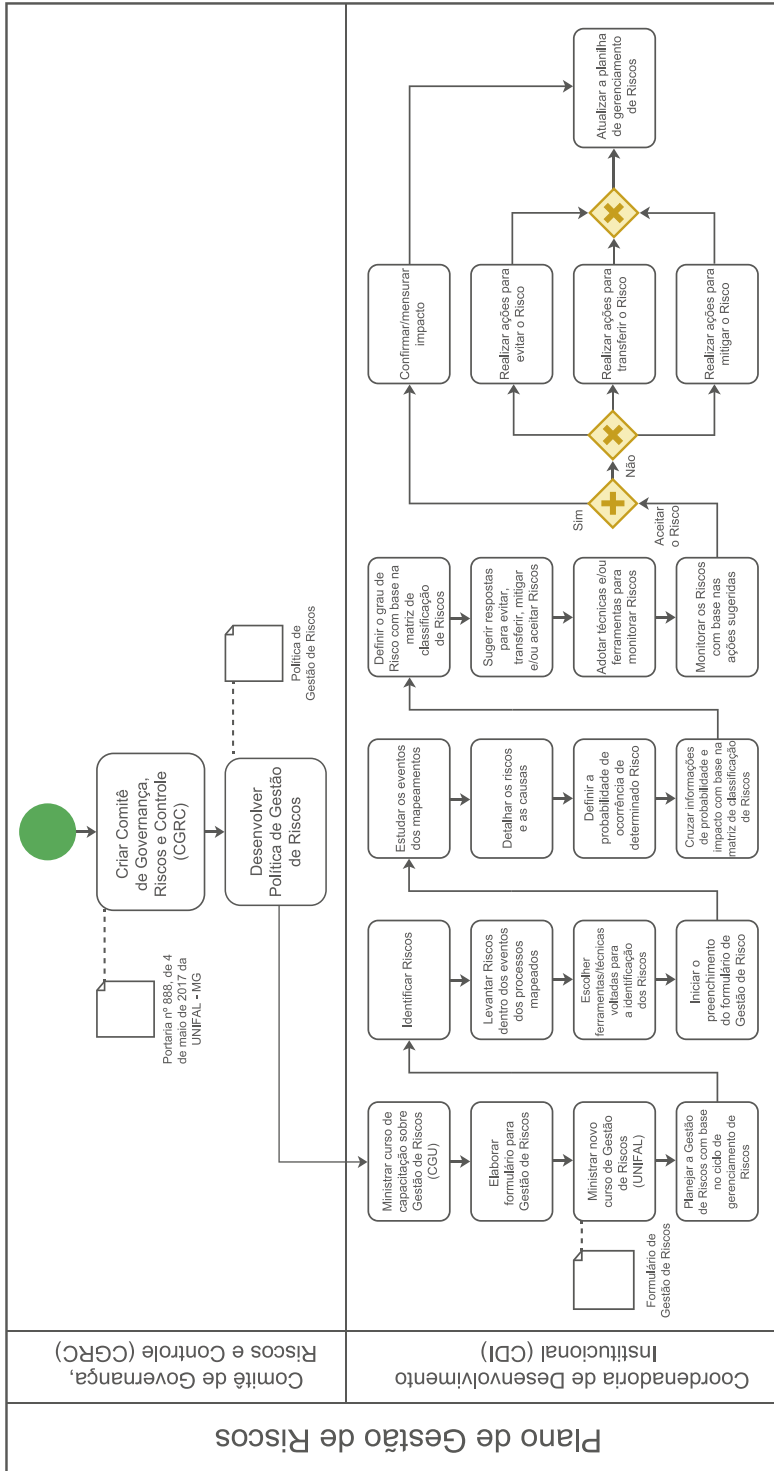 Plano de Gestão de Riscos
Comitê de Governança,
Riscos e Controle (CGRC)
Portaria nº 888, de 4
de maio de 2017 da
UNIFAL - MG
Criar Comitê
de Governança,
Riscos e Controle
(CGRC)
Desenvolver
Política de Gestão
de Riscos
Política de
Gestão de Riscos
Coordenadoria de Desenvolvimento
Institucional (CDI)
Ministrar curso de
capacitação sobre
Gestão de Riscos
(CGU)
Elaborar
formulário para
Gestão de Riscos
Ministrar novo
curso de Gestão
de Riscos
(UNIFAL)
Formulário de
Gestão de Riscos
Planejar a Gestão
de Riscos com base
no ciclo de
gerenciamento de
Riscos
Identificar Riscos
Levantar Riscos
dentro dos eventos
dos processos
mapeados
Escolher
ferramentas/técnicas
voltadas para
a identificação
dos Riscos
Iniciar o
preenchimento
do formulário de
Gestão de Risco
Estudar os eventos
dos mapeamentos
Detalhar os riscos
e as causas
Definir a
probabilidade de
ocorrência de
determinado Risco
Cruzar informações
de probabilidade e
impacto com base na
matriz de classificação
de Riscos
Definir o grau de
Risco com base na
matriz de
classificação
de Riscos
Sugerir respostas
para evitar,
transferir, mitigar
e/ou aceitar Riscos
Adotar técnicas e/ou
ferramentas para
monitorar Riscos
Monitorar os Riscos
com base nas
ações sugeridas
Aceitar
o Risco
Sim
Não
Confirmar/mensurar
impacto
Realizar ações para
evitar o Risco
Realizar ações para
transferir o Risco
Realizar ações para
mitigar o Risco
Atualizar a planilha
de gerenciamento
de Riscos